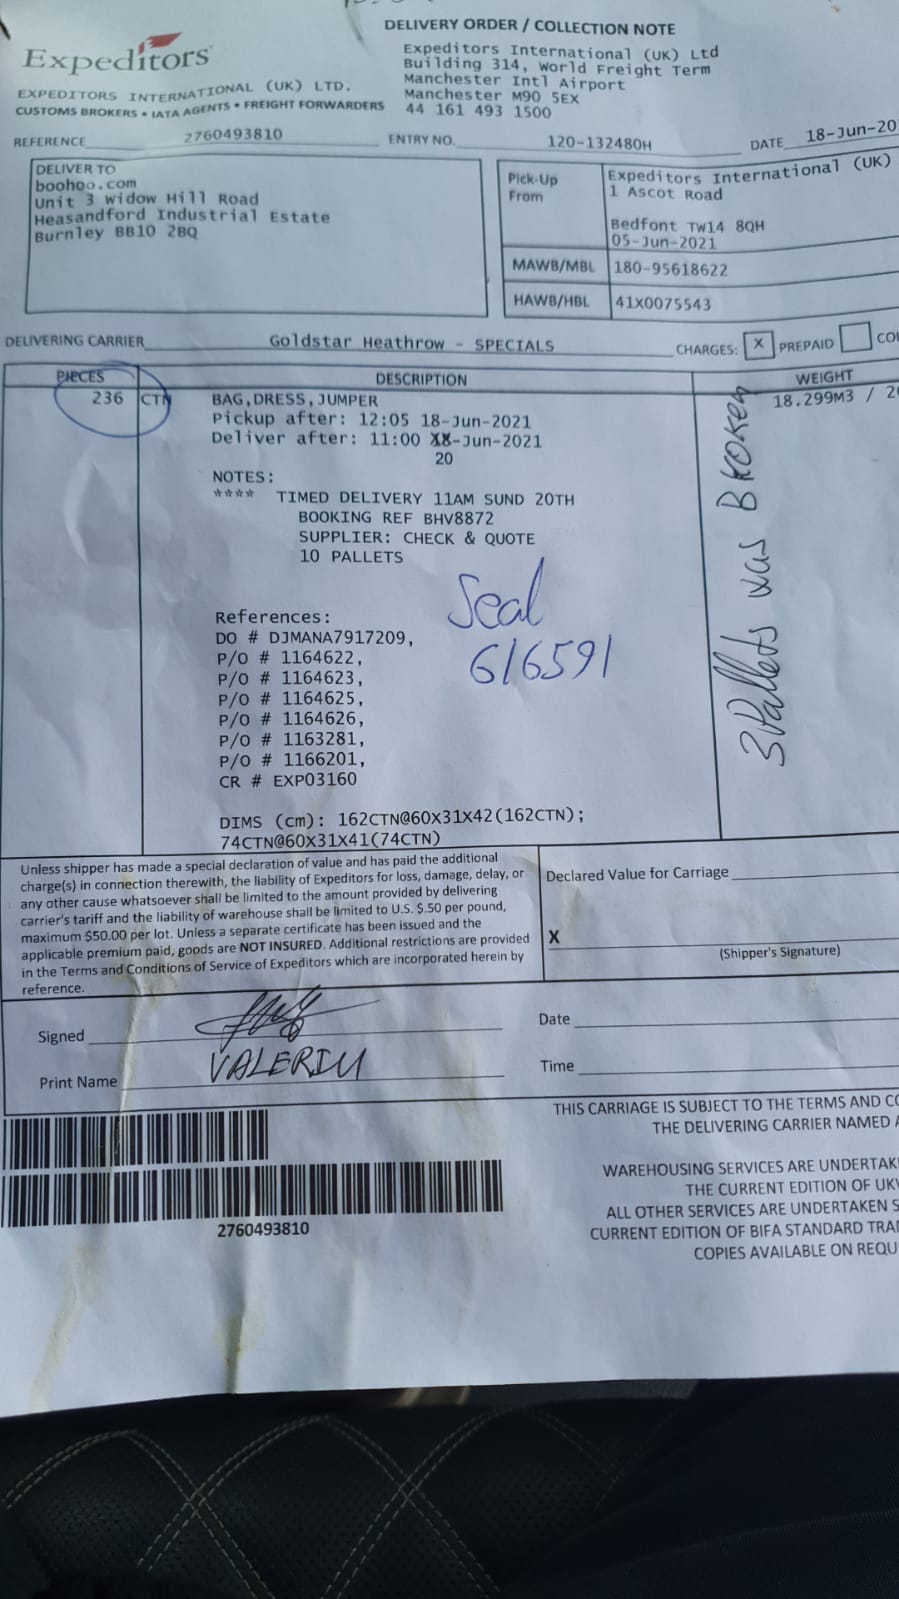 DELIVERY ORDER / COLLECTION NOTE
Expeditors
EXPEDITORS INTERNATIONAL (UK) LTD.
CUSTOMS BROKERS • IATA AGENTS • FREIGHT FORWARDERS
Expeditors International (UK) Ltd
Building 314, World Freight Term
Manchester Intl Airport
Manchester M90 5EX
44 161 493 1500
REFERENCE 2760493810 ENTRY NO. 120-132480H DATE 18-Jun-20
DELIVER TO
boohoo.com
Unit 3 Widow Hill Road
Heasandford Industrial Estate
Burnley BB10 2BQ
Pick-Up From
Expeditors International (UK)
1 Ascot Road
Bedfont TW14 8QH
05-Jun-2021
MAWB/MBL 180-95618622
HAWB/HBL 41X0075543
DELIVERING CARRIER Goldstar Heathrow - SPECIALS CHARGES: X PREPAID COL
PIECES DESCRIPTION WEIGHT
236 CTN BAG,DRESS,JUMPER 18.299M3 / 20
Pickup after: 12:05 18-Jun-2021
Deliver after: 11:00 18-Jun-2021
20
NOTES:
**** TIMED DELIVERY 11AM SUND 20TH
BOOKING REF BHV8872
SUPPLIER: CHECK & QUOTE
10 PALLETS
Seal
616591
3 Pallets was Broken
References:
DO # DJMANA7917209,
P/O # 1164622,
P/O # 1164623,
P/O # 1164625,
P/O # 1164626,
P/O # 1163281,
P/O # 1166201,
CR # EXP03160
DIMS (cm): 162CTN@60X31X42(162CTN);
74CTN@60X31X41(74CTN)
Unless shipper has made a special declaration of value and has paid the additional
charge(s) in connection therewith, the liability of Expeditors for loss, damage, delay, or
any other cause whatsoever shall be limited to the amount provided by delivering
carrier's tariff and the liability of warehouse shall be limited to U.S. $.50 per pound,
maximum $50.00 per lot. Unless a separate certificate has been issued and the
applicable premium paid, goods are NOT INSURED. Additional restrictions are provided
in the Terms and Conditions of Service of Expeditors which are incorporated herein by
reference.
Declared Value for Carriage
X
(Shipper's Signature)
Signed
Date
Print Name VALERIU
Time
THIS CARRIAGE IS SUBJECT TO THE TERMS AND CO
THE DELIVERING CARRIER NAMED A
WAREHOUSING SERVICES ARE UNDERTAK
THE CURRENT EDITION OF UKW
ALL OTHER SERVICES ARE UNDERTAKEN S
CURRENT EDITION OF BIFA STANDARD TRA
COPIES AVAILABLE ON REQU
2760493810